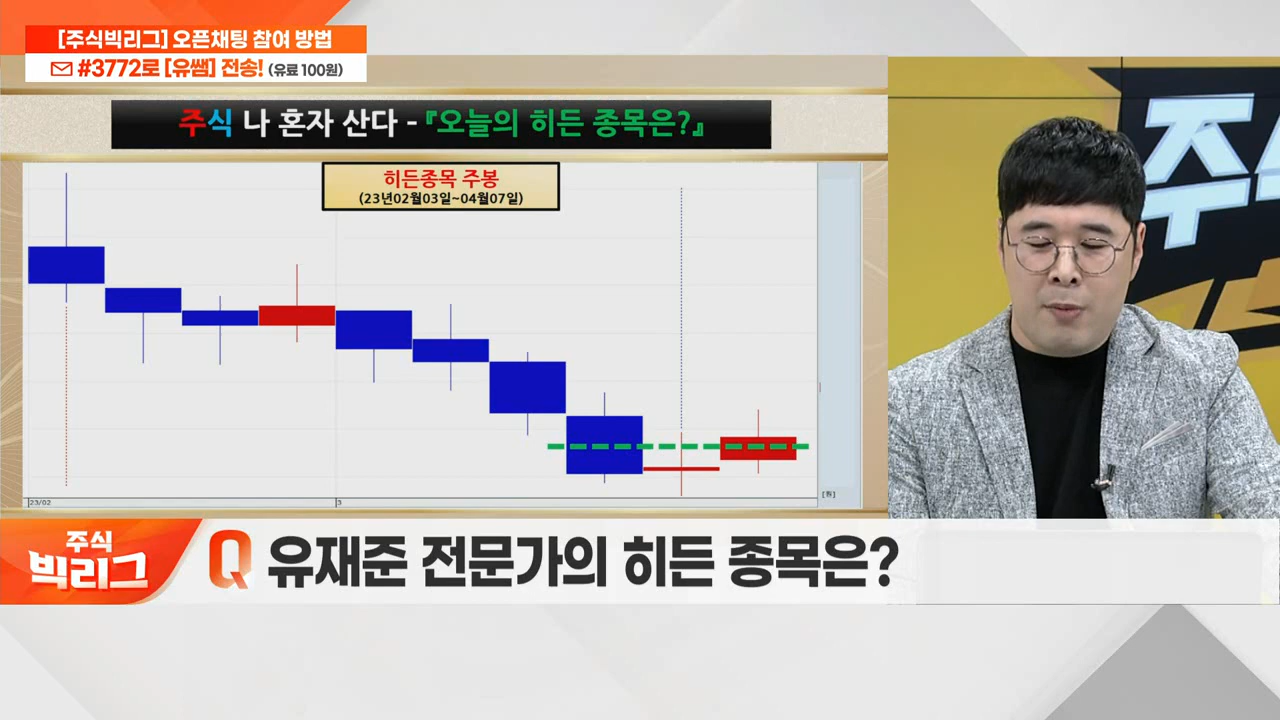 [주식빅리그] 오픈채팅 참여 방법
#3772로 [유쌤] 전송! (유료 100원)
주식 나 혼자 산다 - 『오늘의 히든 종목은?』
히든종목 주봉
(23년02월03일~04월07일)
23/02
3
[월]
주
주식
빅리그
Q 유재준 전문가의 히든 종목은?